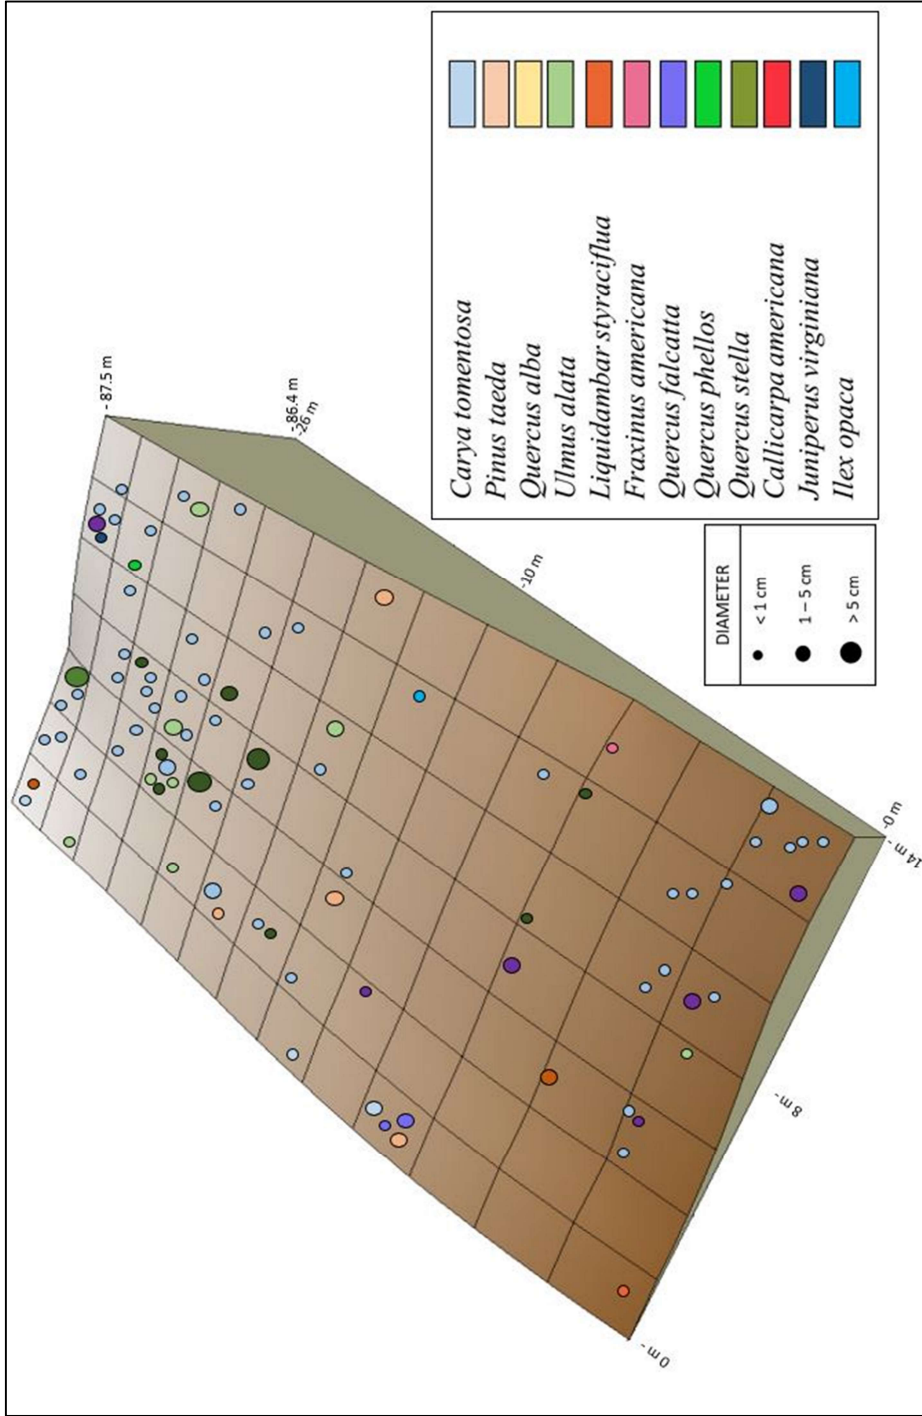 - 87.5 m
- 86.4 m
-26 m
-10 m
-0 m
- 14 m -
8 m -
0 m -
Carya tomentosa
Pinus taeda
Quercus alba
Ulmus alata
Liquidambar styraciflua
Fraxinus americana
Quercus falcatta
Quercus phellos
Quercus stella
Callicarpa americana
Juniperus virginiana
Ilex opaca
DIAMETER
< 1 cm
1 – 5 cm
> 5 cm